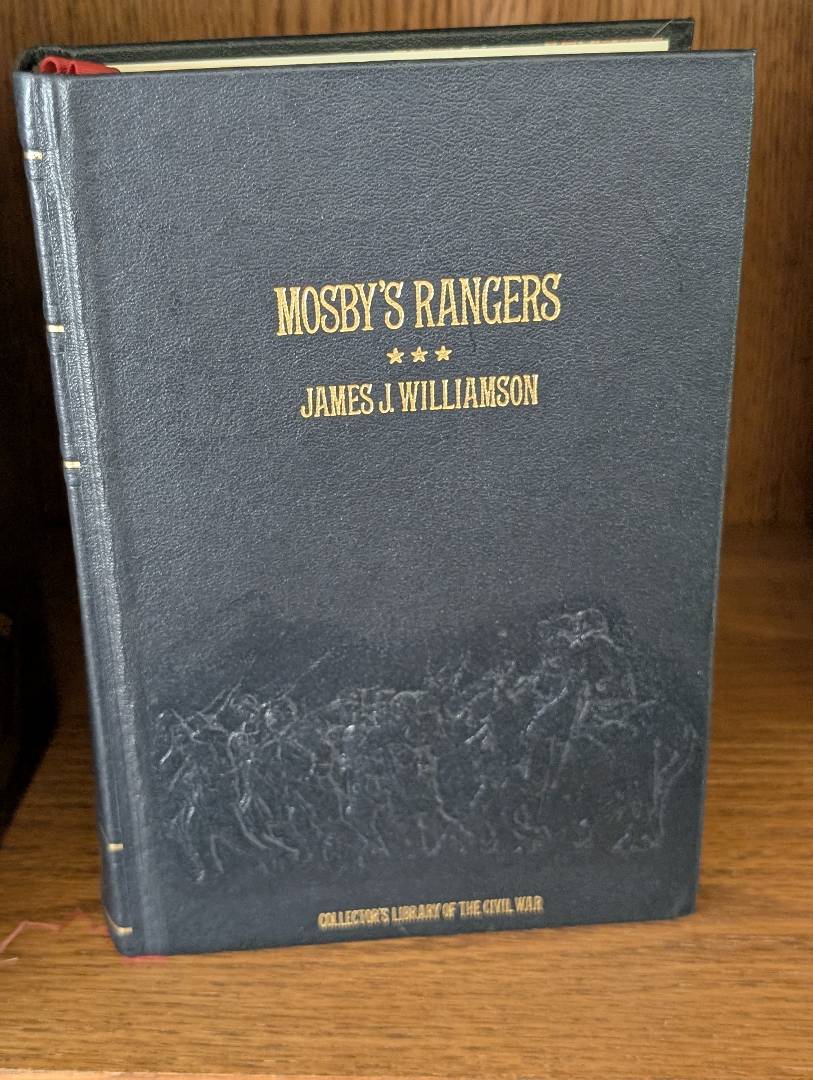 MOSBY'S RANGERS
★★★
JAMES J. WILLIAMSON
COLLECTOR'S LIBRARY OF THE CIVIL WAR